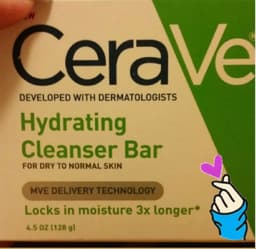 CeraVe
DEVELOPED WITH DERMATOLOGISTS
Hydrating
Cleanser Bar
FOR DRY TO NORMAL SKIN
MVE DELIVERY TECHNOLOGY
Locks in moisture 3x longer*
4.5 OZ (128 g)